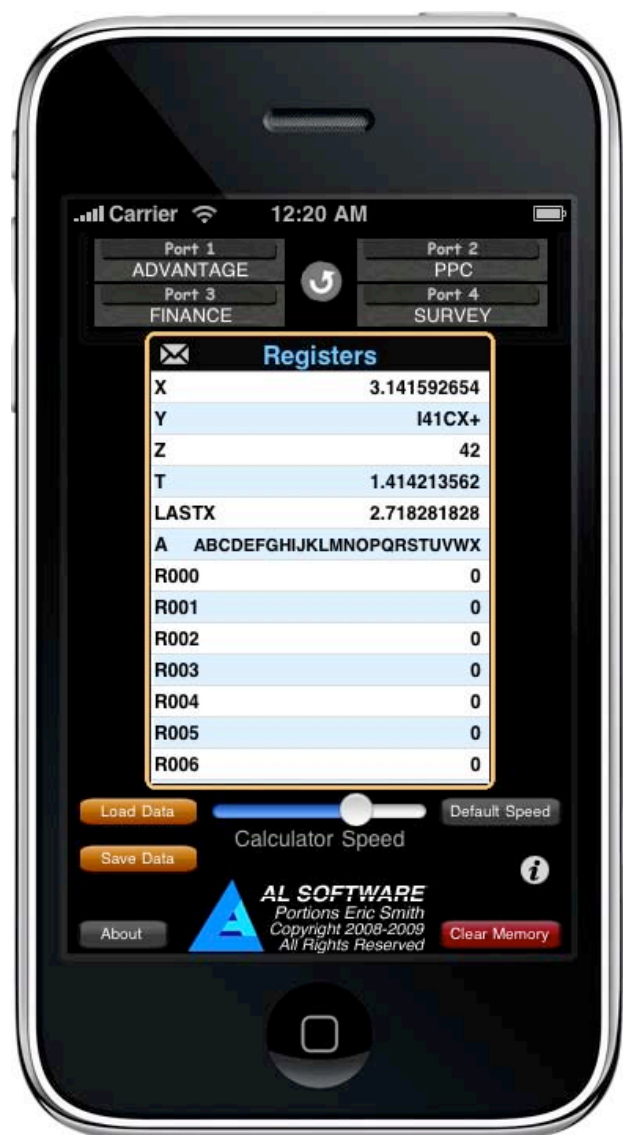 Carrier 12:20 AM
Port 1
ADVANTAGE
Port 2
PPC
Port 3
FINANCE
Port 4
SURVEY
Registers
X 3.141592654
Y I41CX+
Z 42
T 1.414213562
LASTX 2.718281828
A ABCDEFGHIJKLMNOPQRSTUVWX
R000 0
R001 0
R002 0
R003 0
R004 0
R005 0
R006 0
Load Data
Default Speed
Calculator Speed
Save Data
i
AL SOFTWARE
Portions Eric Smith
Copyright 2008-2009
All Rights Reserved
About
Clear Memory